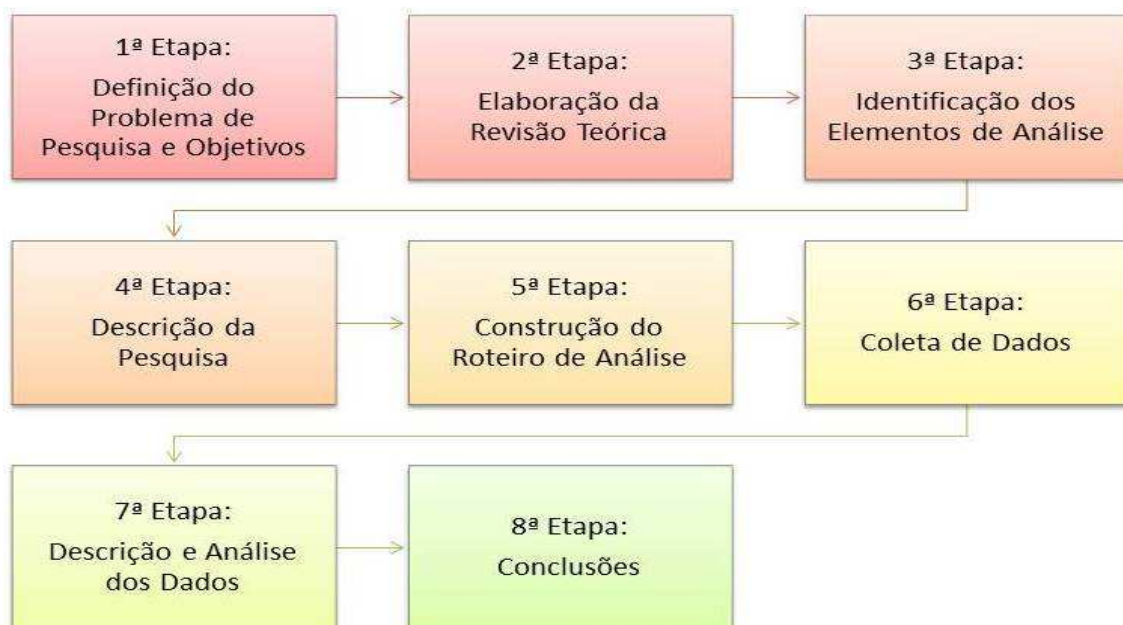 1ª Etapa:
Definição do
Problema de
Pesquisa e Objetivos
2ª Etapa:
Elaboração da
Revisão Teórica
3ª Etapa:
Identificação dos
Elementos de Análise
4ª Etapa:
Descrição da
Pesquisa
5ª Etapa:
Construção do
Roteiro de Análise
6ª Etapa:
Coleta de Dados
7ª Etapa:
Descrição e Análise
dos Dados
8ª Etapa:
Conclusões